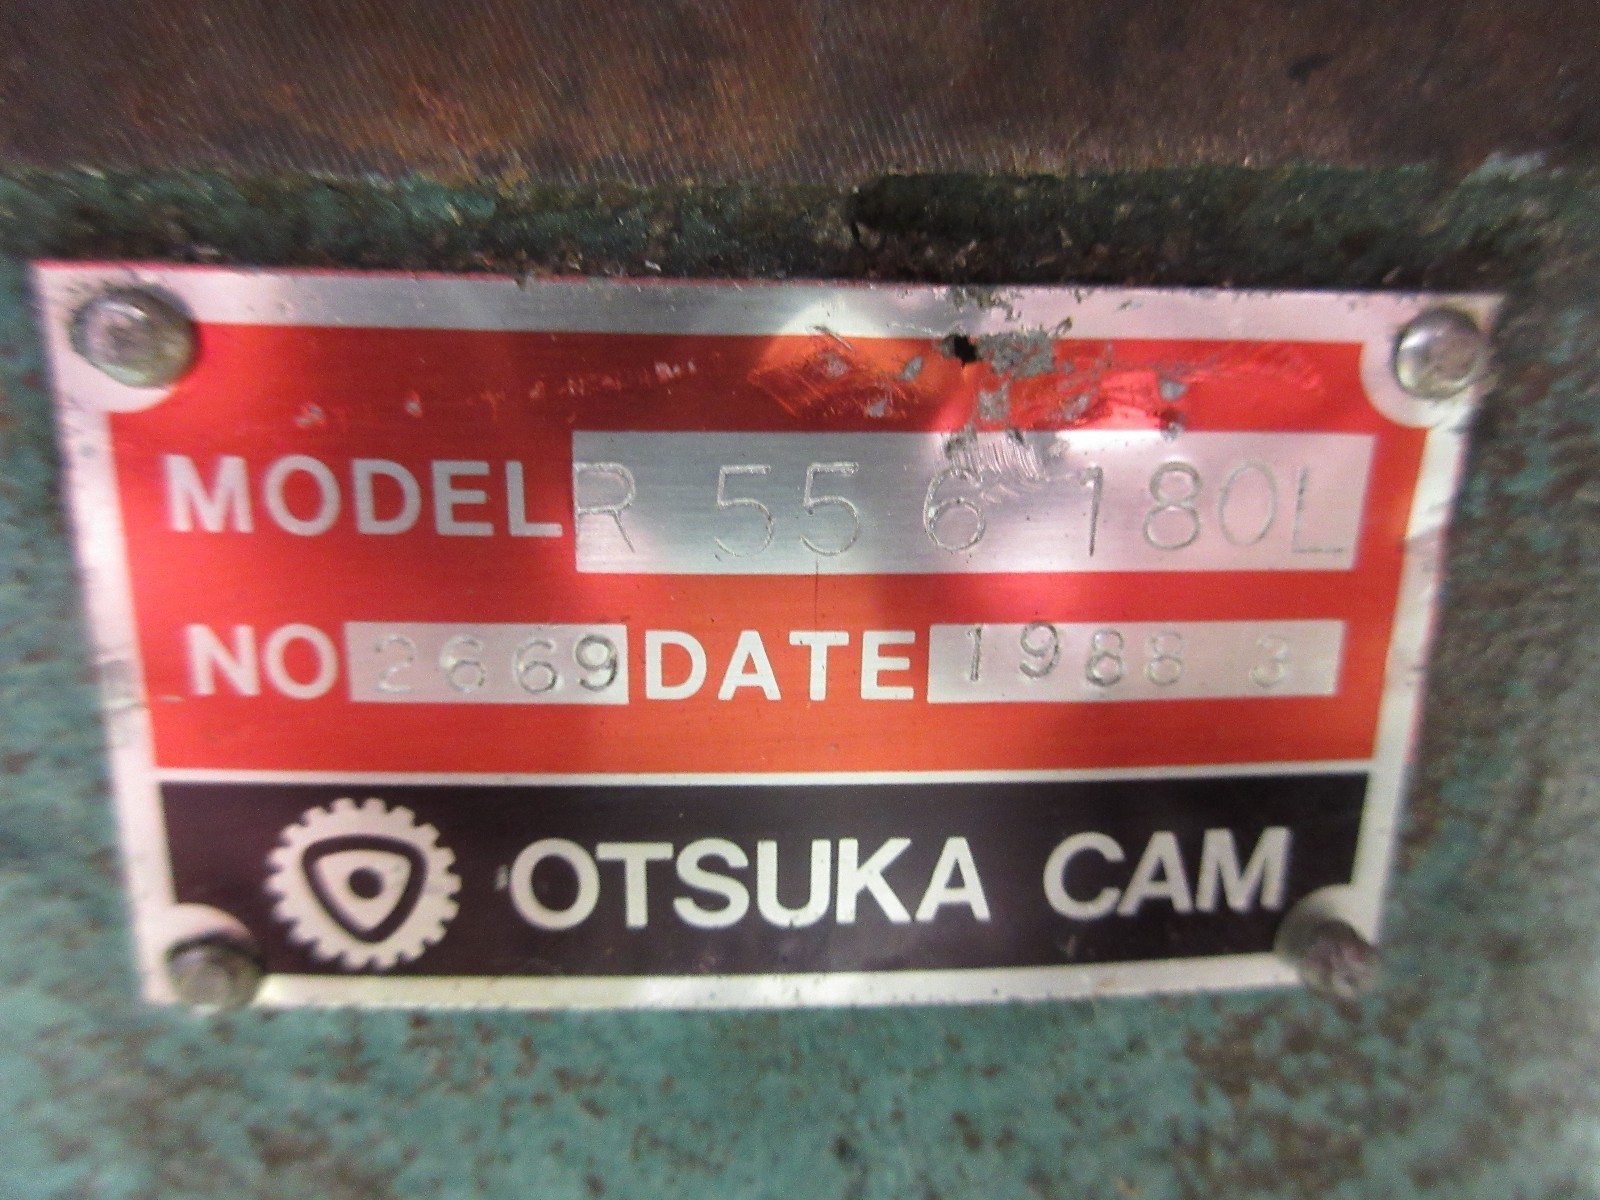 MODEL R 55 6 180L
NO 2669 DATE 1988 3
OTSUKA CAM